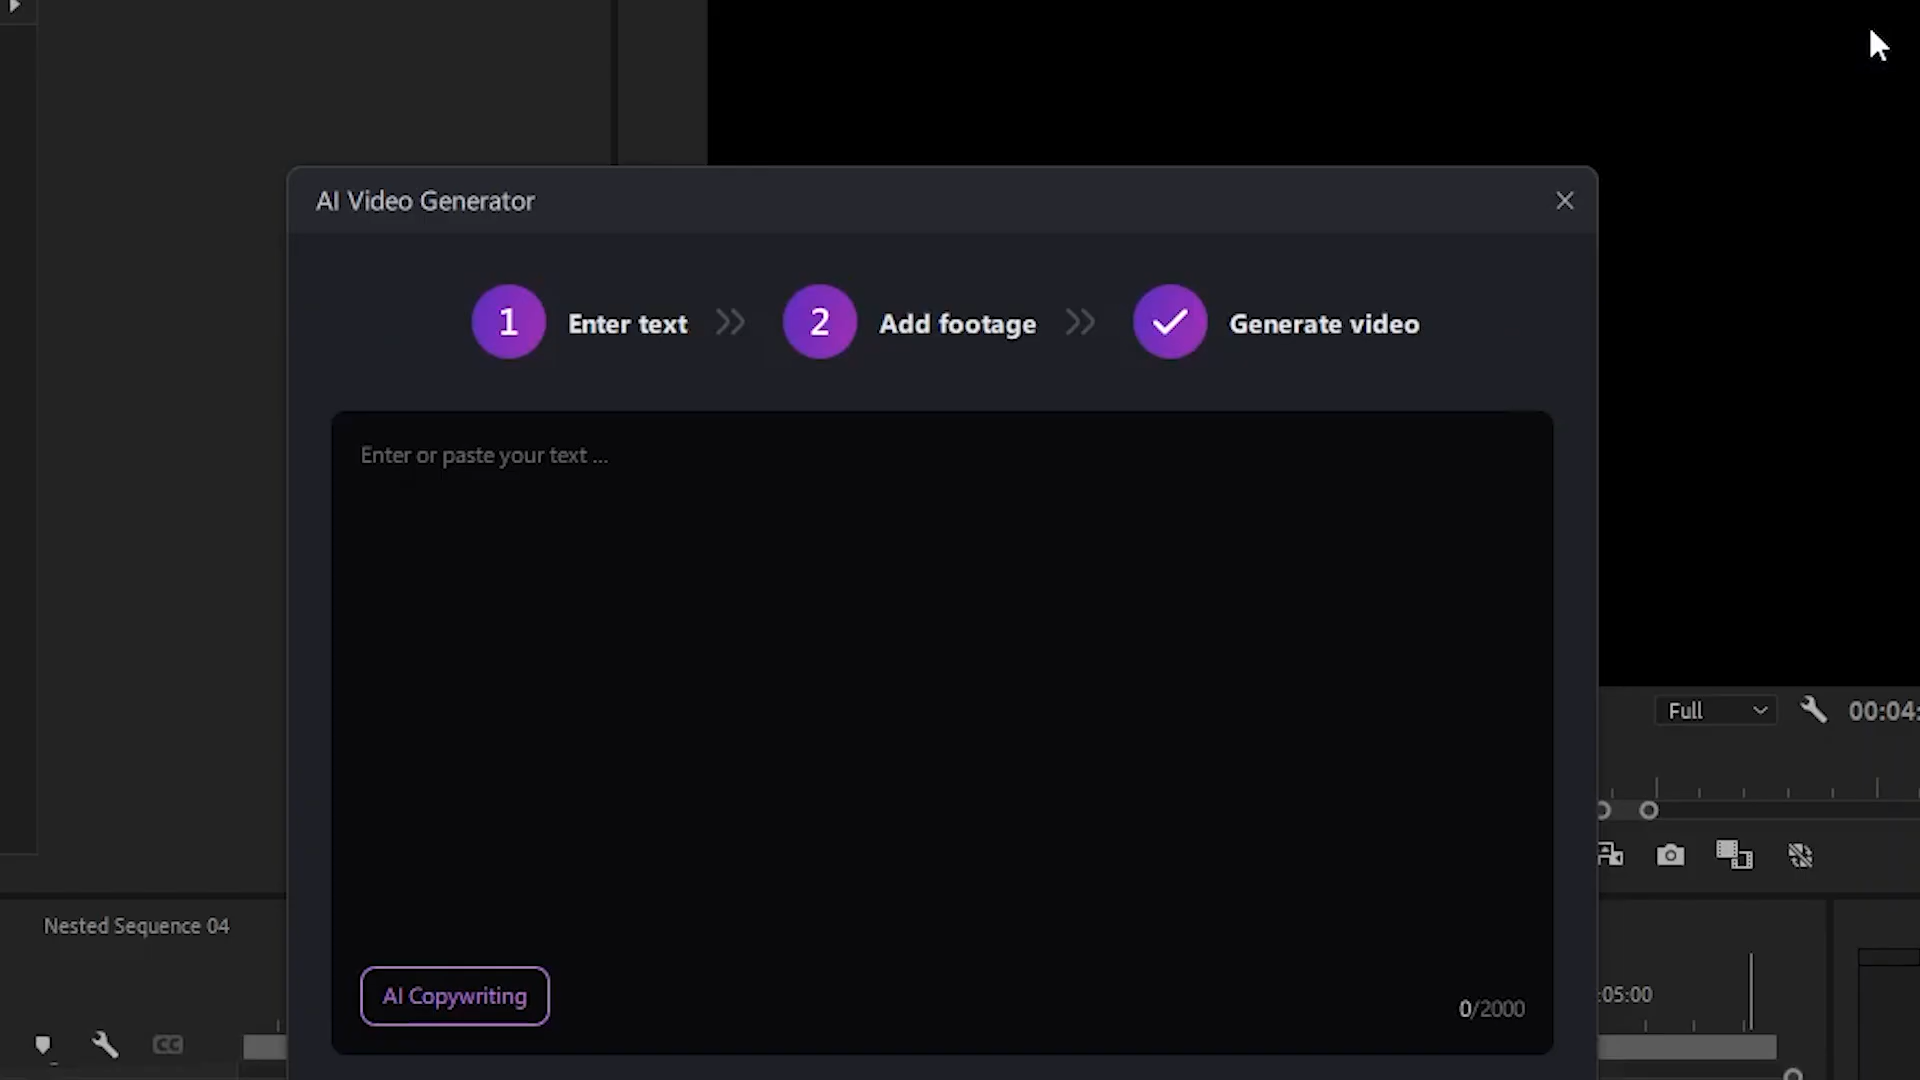 AI Video Generator
1 Enter text 2 Add footage Generate video
Enter or paste your text ...
Full
00:04:
Nested Sequence 04
AI Copywriting
0/2000
:05:00
CC